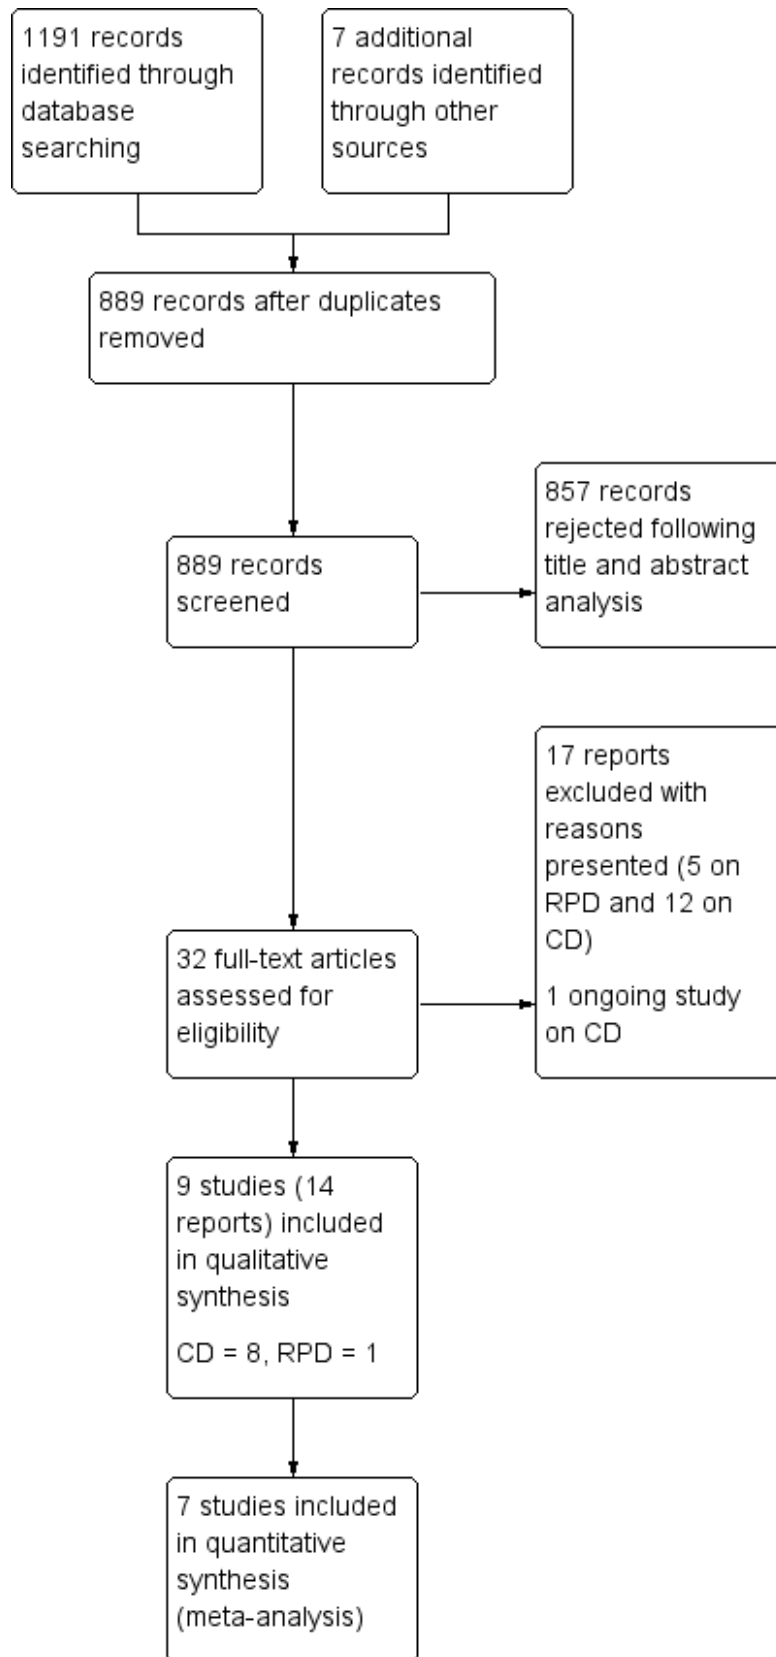 1191 records
identified through
database
searching
7 additional
records identified
through other
sources
889 records after duplicates
removed
889 records
screened
857 records
rejected following
title and abstract
analysis
32 full-text articles
assessed for
eligibility
17 reports
excluded with
reasons
presented (5 on
RPD and 12 on
CD)
1 ongoing study
on CD
9 studies (14
reports) included
in qualitative
synthesis
CD = 8, RPD = 1
7 studies included
in quantitative
synthesis
(meta-analysis)